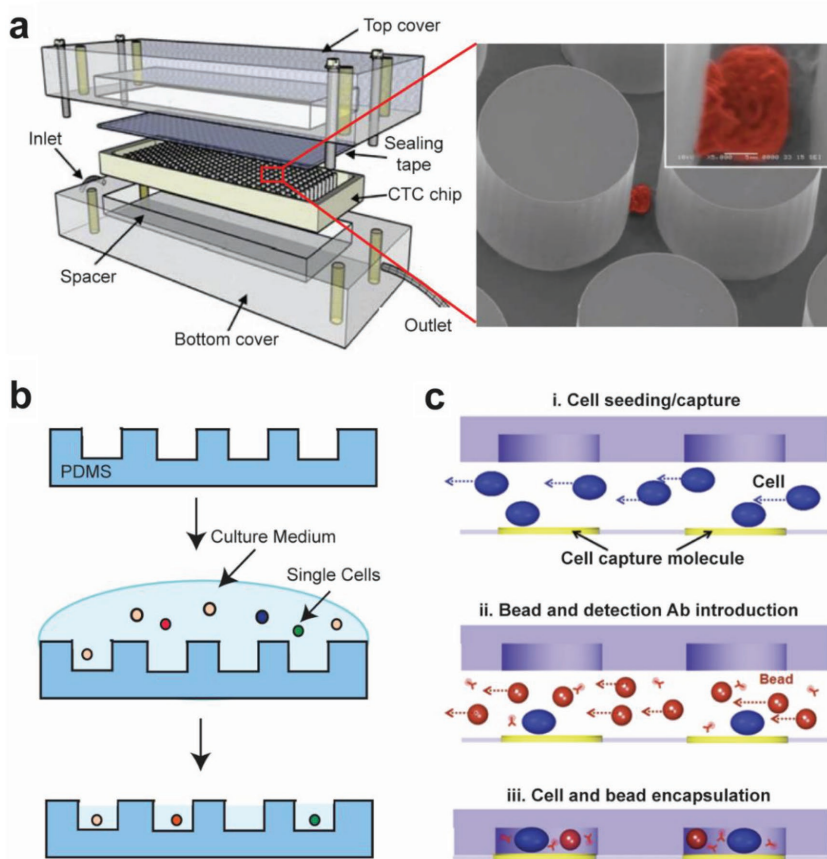 a
Top cover
Inlet
Sealing
tape
CTC chip
Spacer
Outlet
Bottom cover
b
PDMS
Culture Medium
Single Cells
c
i. Cell seeding/capture
Cell
Cell capture molecule
ii. Bead and detection Ab introduction
Bead
iii. Cell and bead encapsulation